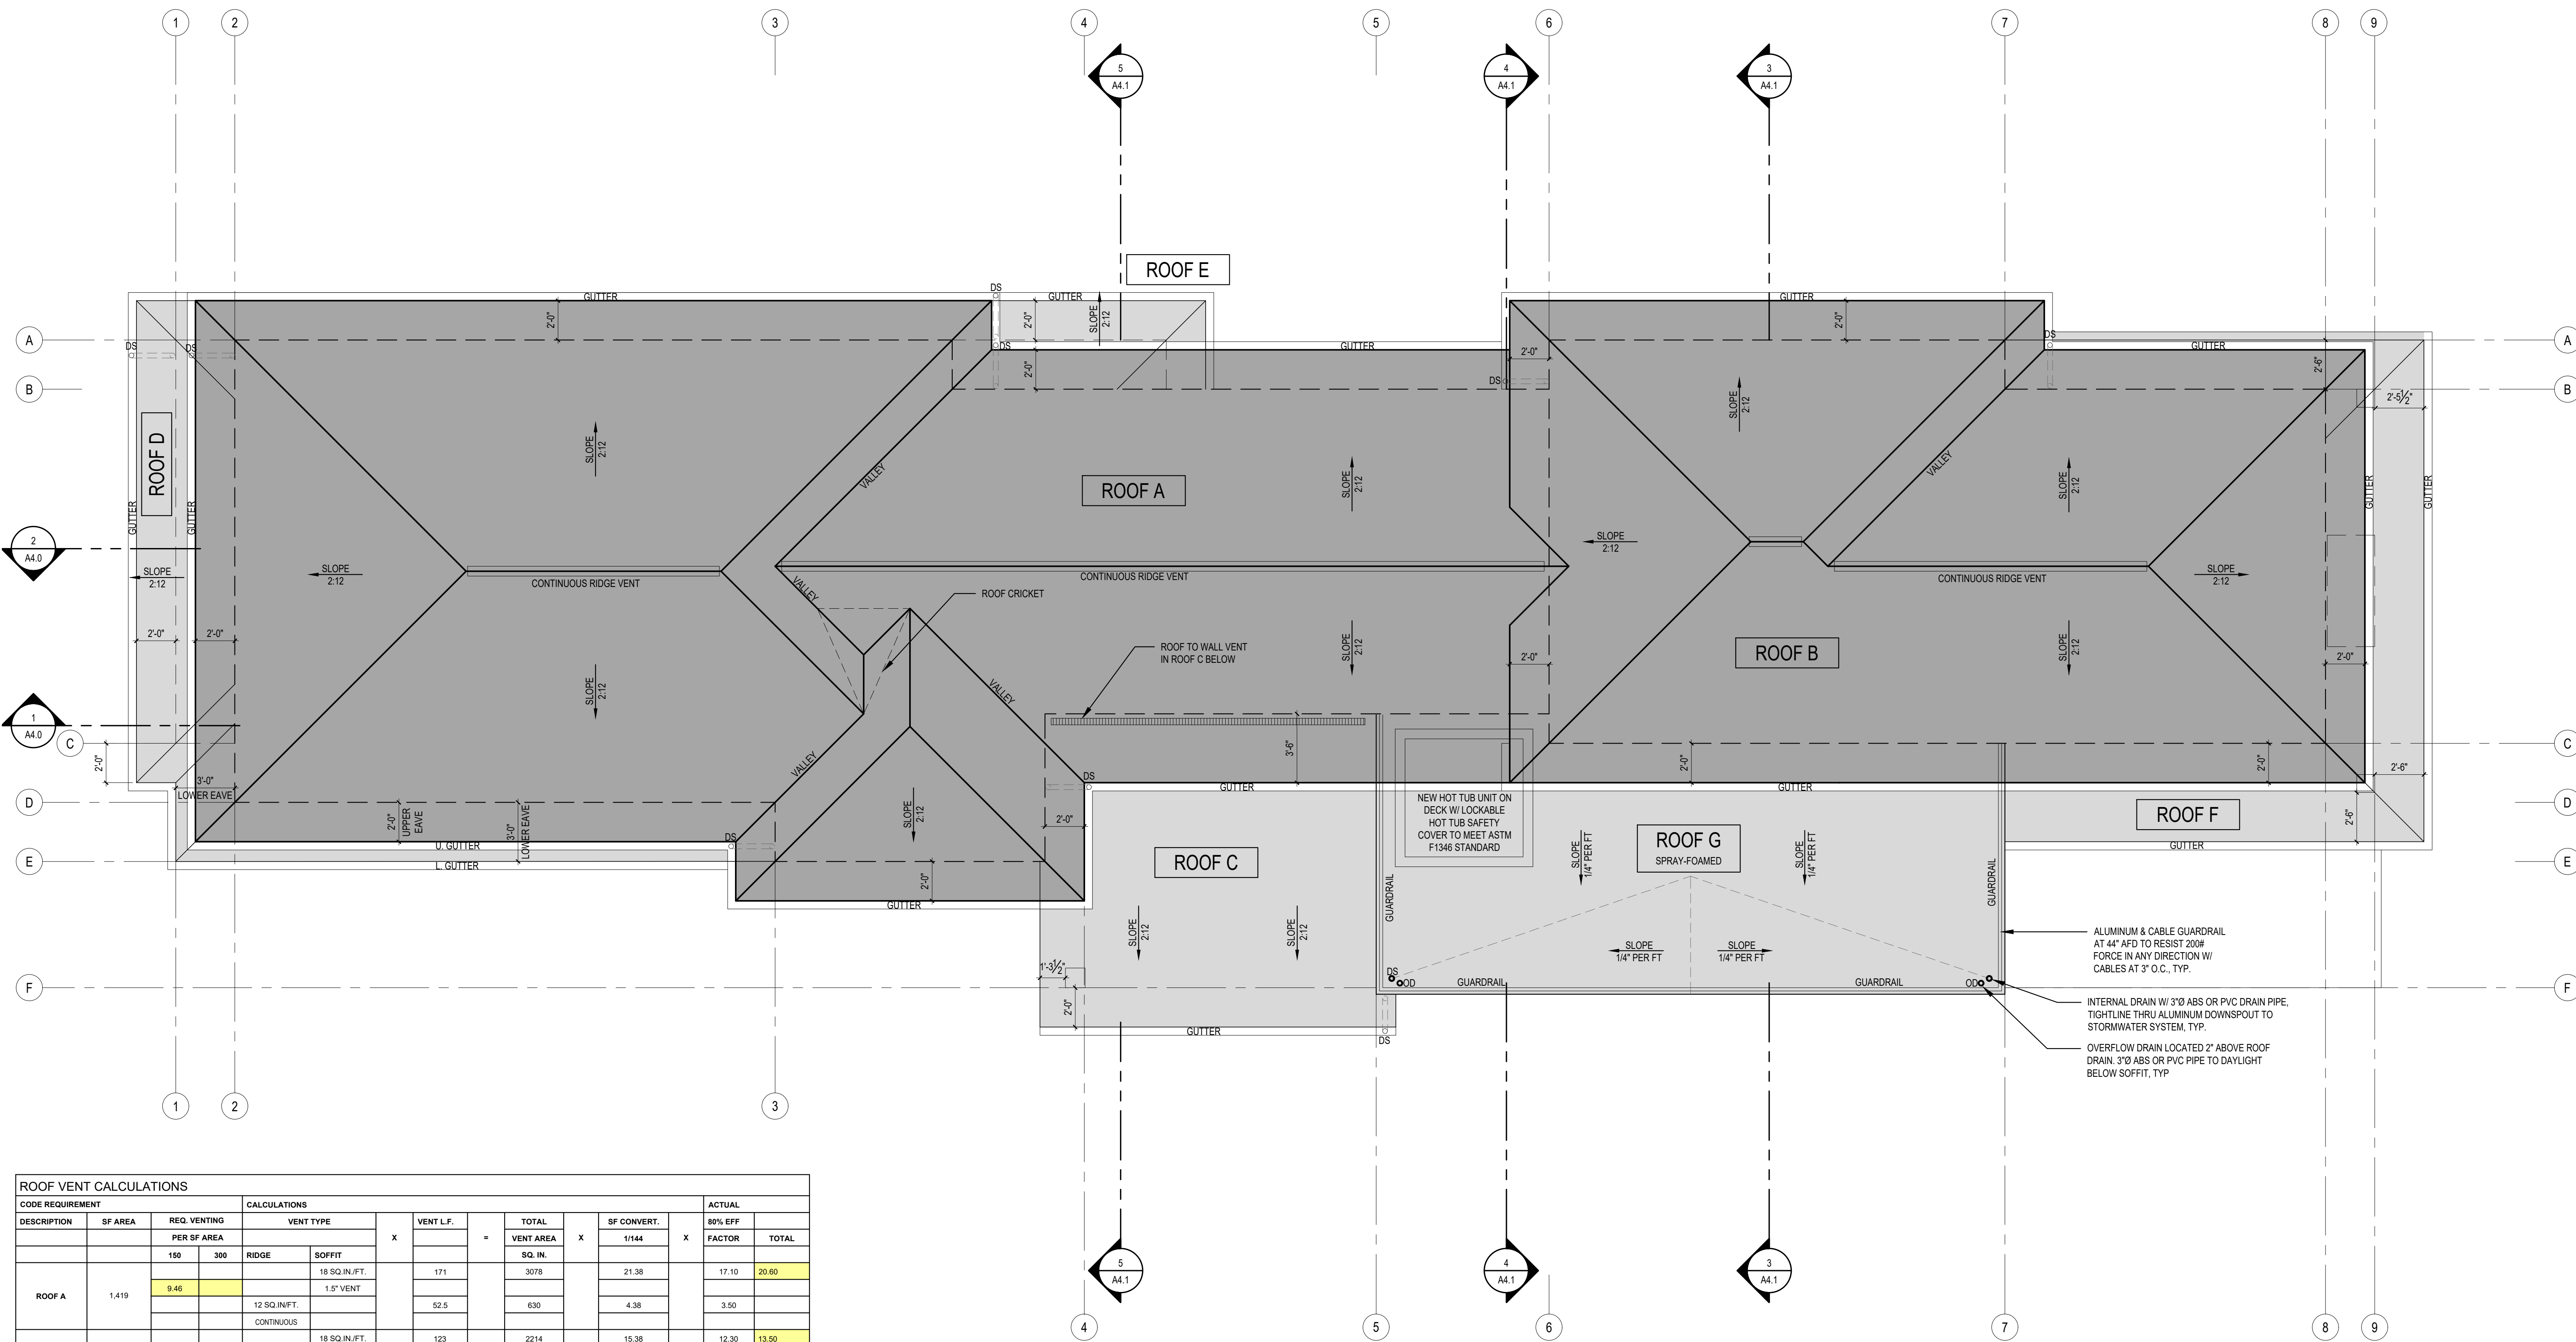 1 2 3 4 5 6 7 8 9
5
A4.1
4
A4.1
3
A4.1
ROOF E
GUTTER
DS
GUTTER
SLOPE
2:12
2'-0"
2'-0"
GUTTER
2'-0"
A
DS
DS
DS
GUTTER
2'-0"
DS
GUTTER
A
B
2'-0"
DS
2'-6"
2'-5½"
B
ROOF D
GUTTER
GUTTER
SLOPE
2:12
VALLEY
ROOF A
SLOPE
2:12
SLOPE
2:12
VALLEY
SLOPE
2:12
GUTTER
GUTTER
2
A4.0
SLOPE
2:12
SLOPE
2:12
CONTINUOUS RIDGE VENT
CONTINUOUS RIDGE VENT
SLOPE
2:12
CONTINUOUS RIDGE VENT
SLOPE
2:12
VALLEY
ROOF CRICKET
2'-0"
2'-0"
SLOPE
2:12
ROOF TO WALL VENT
IN ROOF C BELOW
SLOPE
2:12
2'-0"
ROOF B
SLOPE
2:12
2'-0"
1
A4.0
VALLEY
C
2'-0"
3'-6"
2'-0"
2'-0"
C
3'-0"
LOWER EAVE
VALLEY
DS
GUTTER
GUTTER
2'-6"
D
2'-0"
UPPER
EAVE
3'-0"
LOWER EAVE
SLOPE
2:12
2'-0"
NEW HOT TUB UNIT ON
DECK W/ LOCKABLE
HOT TUB SAFETY
COVER TO MEET ASTM
F1346 STANDARD
ROOF F
2'-6"
D
DS
U. GUTTER
ROOF G
SPRAY-FOAMED
GUTTER
E
L. GUTTER
ROOF C
SLOPE
1/4" PER FT
SLOPE
1/4" PER FT
E
2'-0"
GUTTER
GUARDRAIL
GUARDRAIL
SLOPE
2:12
SLOPE
2:12
SLOPE
1/4" PER FT
SLOPE
1/4" PER FT
ALUMINUM & CABLE GUARDRAIL
AT 44" AFD TO RESIST 200#
FORCE IN ANY DIRECTION W/
CABLES AT 3" O.C., TYP.
1'-3½"
DS
OD
GUARDRAIL
GUARDRAIL
OD
F
F
2'-0"
INTERNAL DRAIN W/ 3"Ø ABS OR PVC DRAIN PIPE,
TIGHTLINE THRU ALUMINUM DOWNSPOUT TO
STORMWATER SYSTEM, TYP.
GUTTER
DS
OVERFLOW DRAIN LOCATED 2" ABOVE ROOF
DRAIN. 3"Ø ABS OR PVC PIPE TO DAYLIGHT
BELOW SOFFIT, TYP
1 2 3
ROOF VENT CALCULATIONS
CODE REQUIREMENT CALCULATIONS ACTUAL
DESCRIPTION SF AREA REQ. VENTING VENT TYPE VENT L.F. TOTAL SF CONVERT. 80% EFF
PER SF AREA X = VENT AREA X 1/144 X FACTOR TOTAL
150 300 RIDGE SOFFIT SQ. IN.
18 SQ.IN./FT. 171 3078 21.38 17.10 20.60
9.46 1.5" VENT
ROOF A 1,419
12 SQ.IN/FT. 52.5 630 4.38 3.50
CONTINUOUS
18 SQ.IN./FT. 123 2214 15.38 12.30 13.50
5
A4.1
4
A4.1
3
A4.1
4 5 6 7 8 9